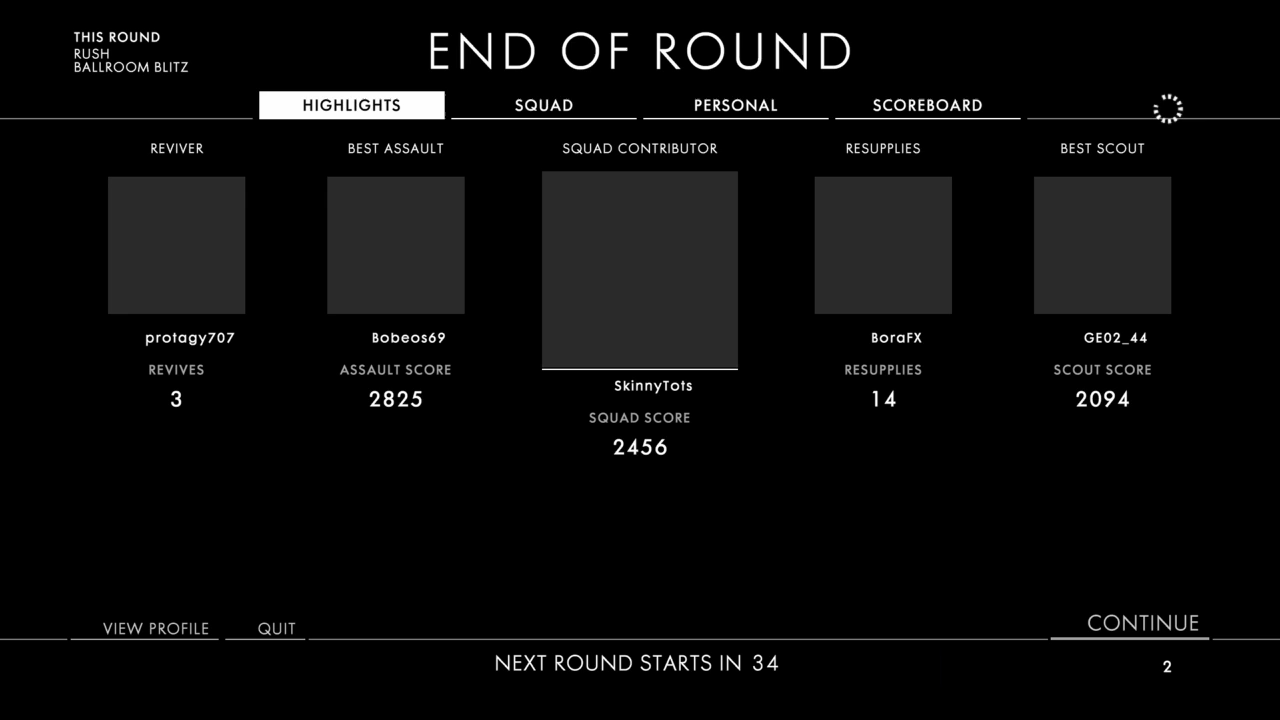 THIS ROUND
RUSH
BALLROOM BLITZ
END OF ROUND
HIGHLIGHTS
SQUAD
PERSONAL
SCOREBOARD
REVIVER
BEST ASSAULT
SQUAD CONTRIBUTOR
RESUPPLIES
BEST SCOUT
protagy707
Bobeos69
SkinnyTots
BoraFX
GE02_44
REVIVES
ASSAULT SCORE
SQUAD SCORE
RESUPPLIES
SCOUT SCORE
3
2825
2456
14
2094
VIEW PROFILE
QUIT
CONTINUE
NEXT ROUND STARTS IN 34
2